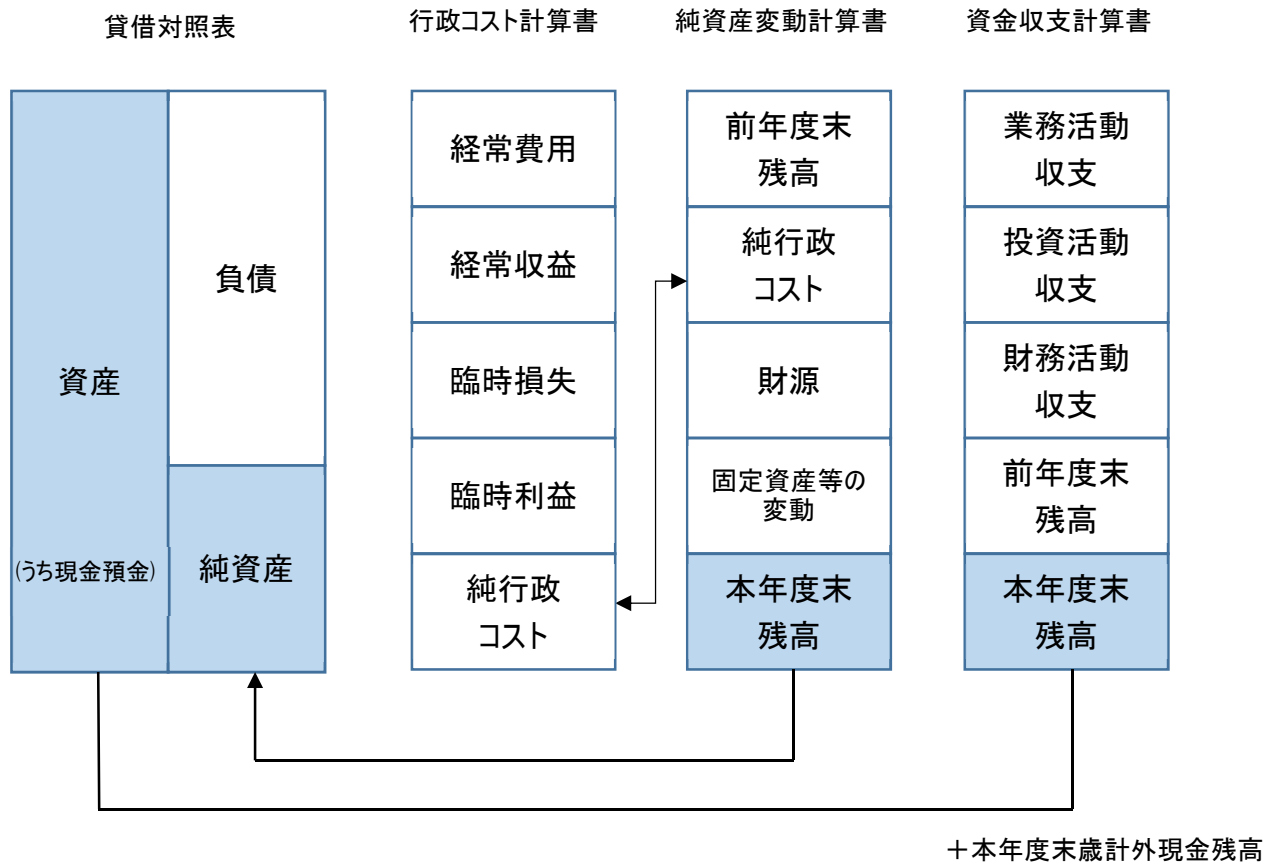 貸借対照表
行政コスト計算書
純資産変動計算書
資金収支計算書
資産
(うち現金預金)
負債
純資産
経常費用
経常収益
臨時損失
臨時利益
純行政
コスト
前年度末
残高
純行政
コスト
財源
固定資産等の
変動
本年度末
残高
業務活動
収支
投資活動
収支
財務活動
収支
前年度末
残高
本年度末
残高
＋本年度末歳計外現金残高